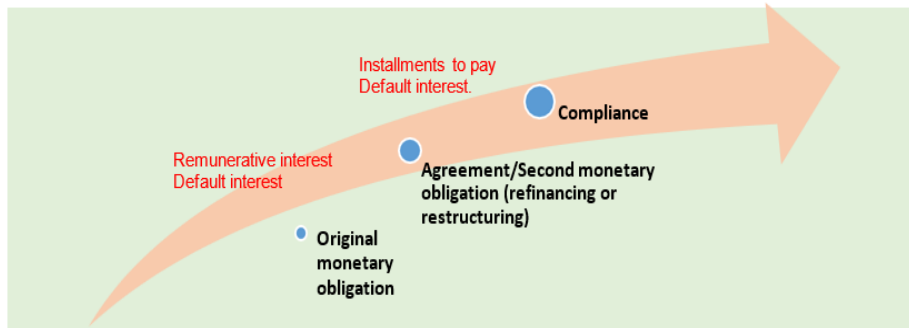 Installments to pay
Default interest.
Compliance
Remunerative interest
Default interest
Agreement/Second monetary
obligation (refinancing or
restructuring)
Original
monetary
obligation